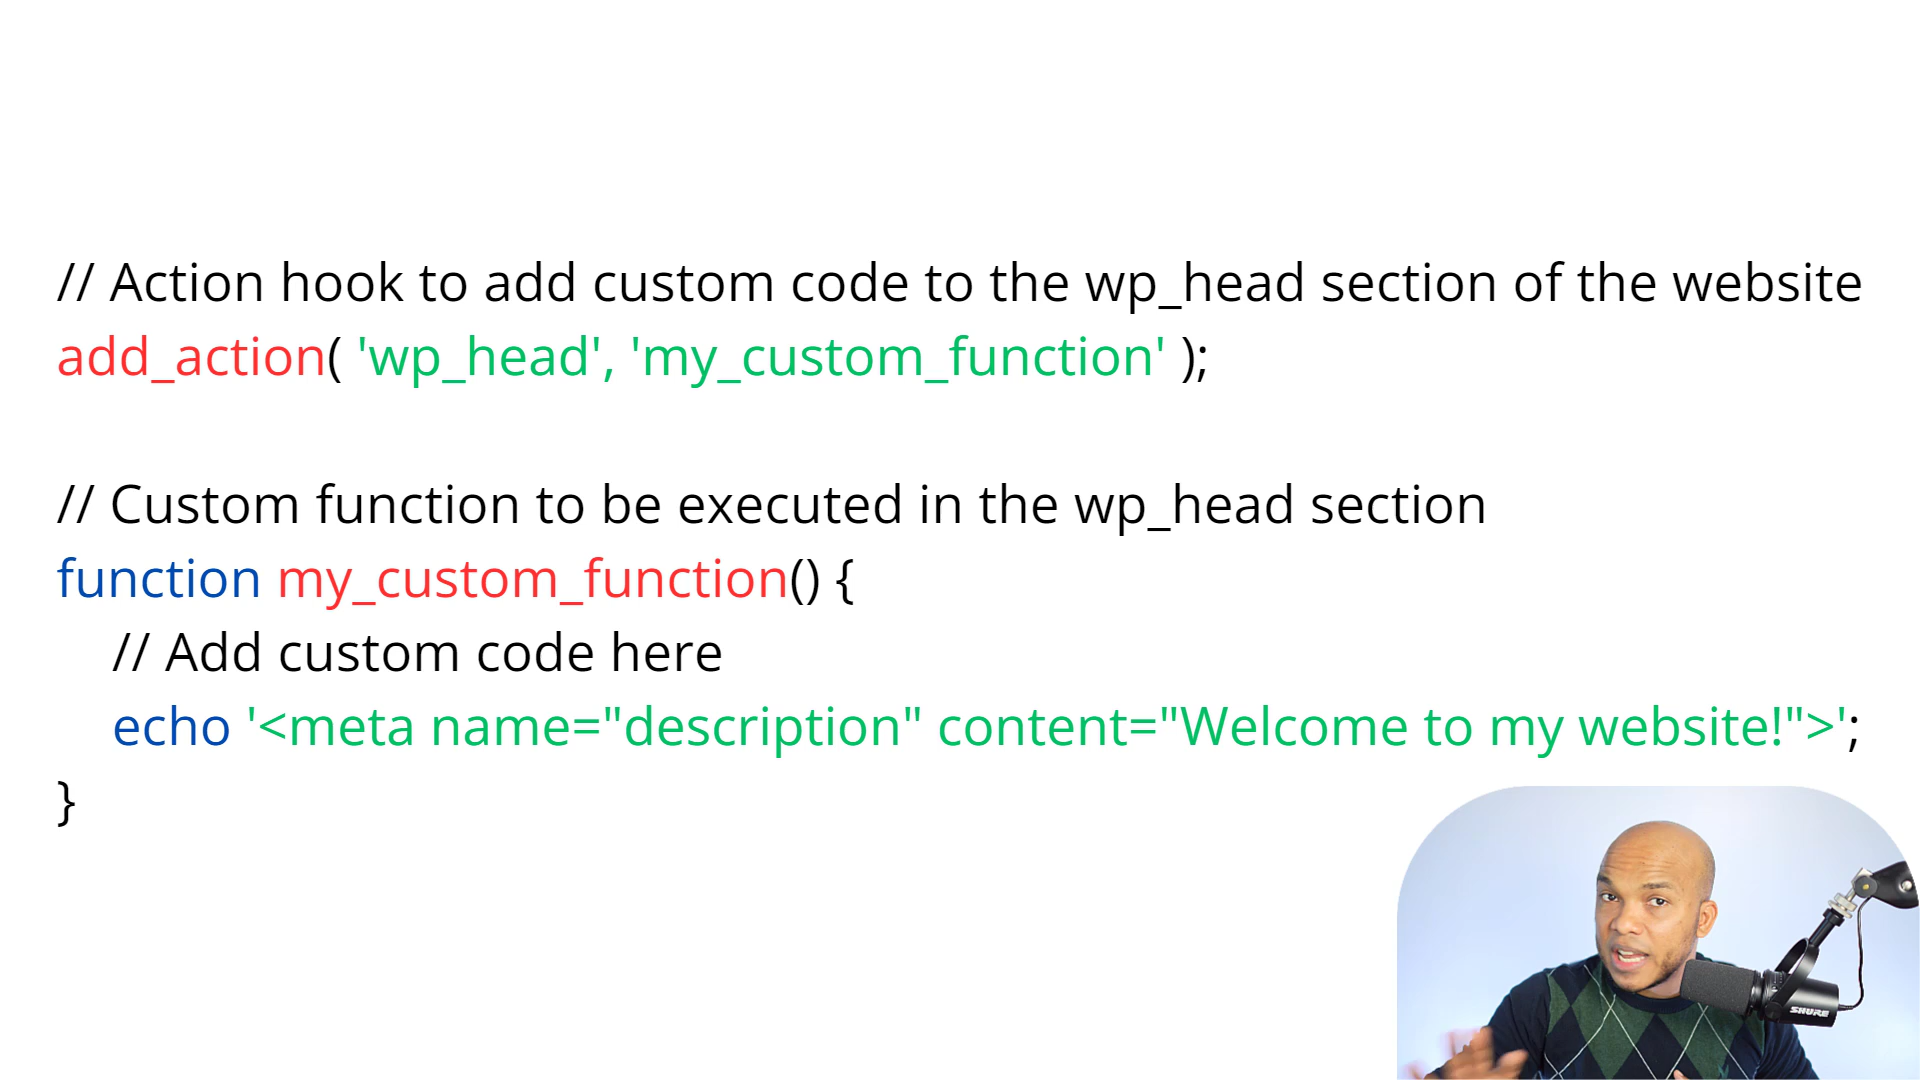 // Action hook to add custom code to the wp_head section of the website
add_action( 'wp_head', 'my_custom_function' );
// Custom function to be executed in the wp_head section
function my_custom_function() {
// Add custom code here
echo '<meta name="description" content="Welcome to my website!">';
}
SHURE